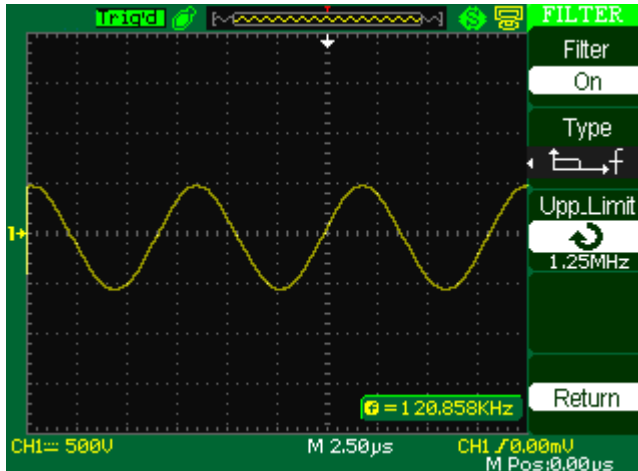 Trig'd S FILTER
Filter
On
Type
f
Upp.Limit
1.25MHz
Return
1
f=120.858KHz
CH1 500V M 2.50µs CH1 0.00mV
M Pos:0.00µs